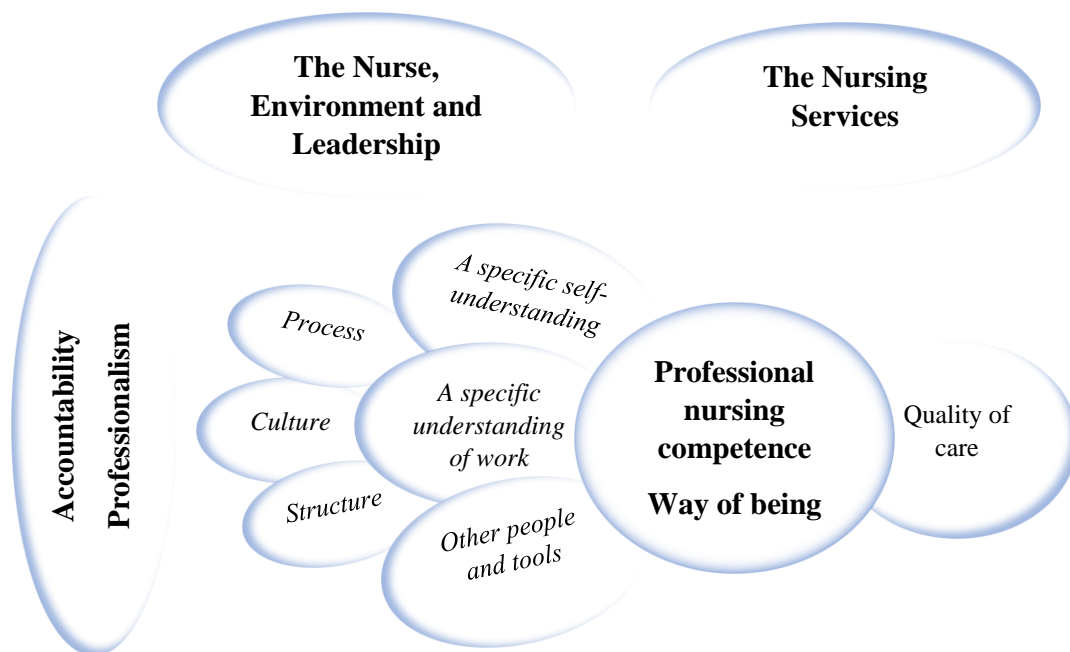 The Nurse,
Environment and
Leadership
The Nursing
Services
Accountability
Professionalism
Process
Culture
Structure
A specific self-
understanding
A specific
understanding
of work
Other people
and tools
Professional
nursing
competence
Way of being
Quality of
care